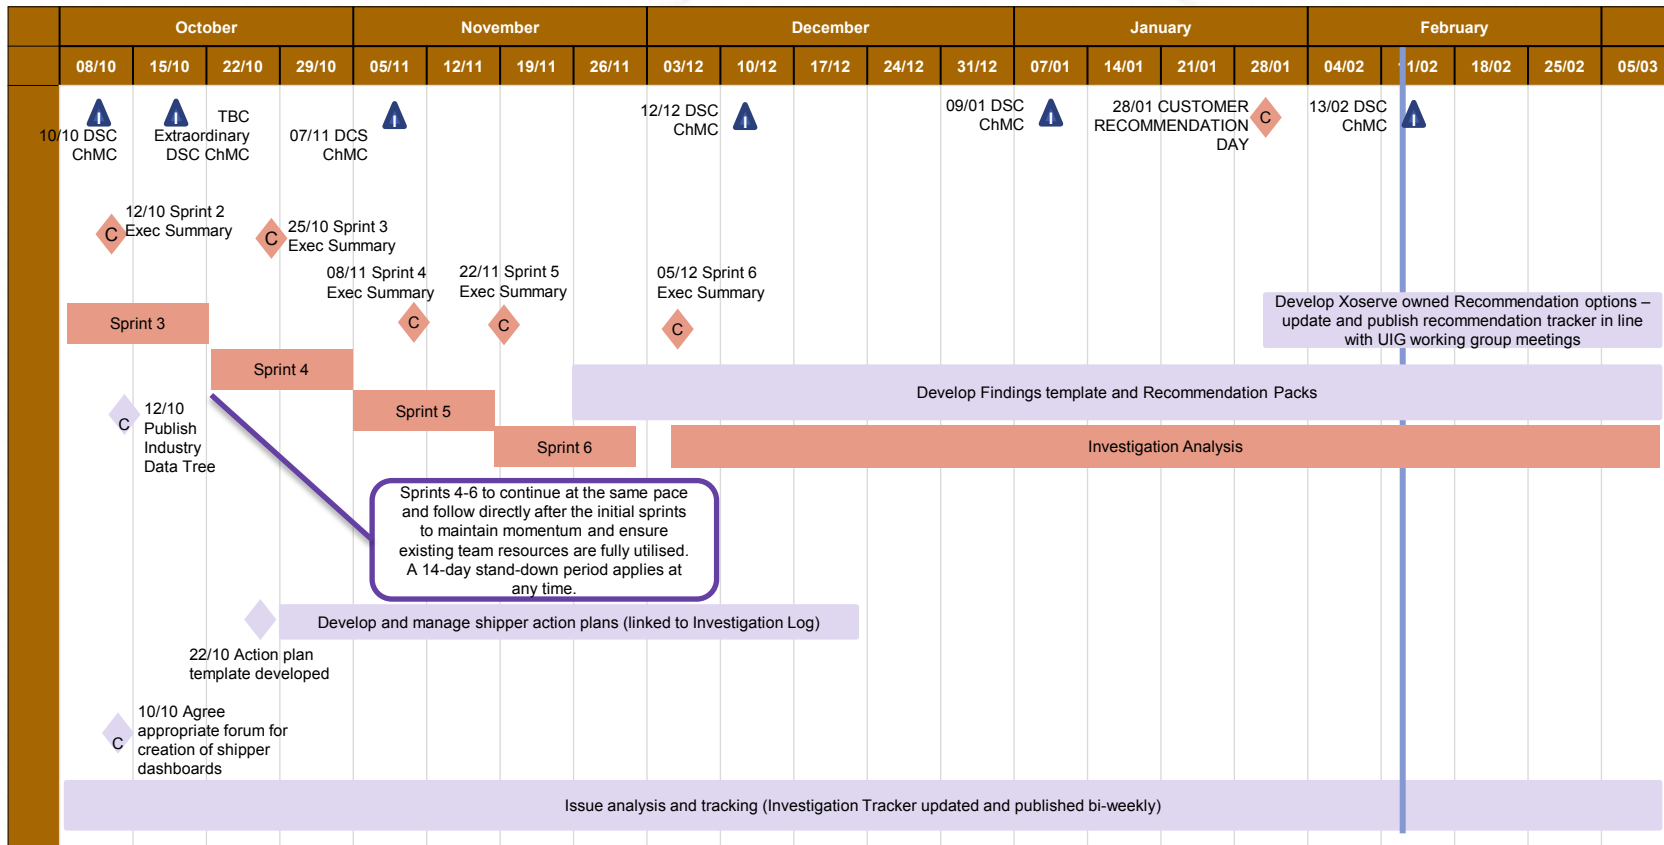 October
November
December
January
February
08/10
15/10
22/10
29/10
05/11
12/11
19/11
26/11
03/12
10/12
17/12
24/12
31/12
07/01
14/01
21/01
28/01
04/02
11/02
18/02
25/02
05/03
I
10/10 DSC
ChMC
I
TBC
Extraordinary
DSC ChMC
I
07/11 DCS
ChMC
I
12/12 DSC
ChMC
I
09/01 DSC
ChMC
28/01 CUSTOMER
RECOMMENDATION
DAY
C
I
13/02 DSC
ChMC
C
12/10 Sprint 2
Exec Summary
C
25/10 Sprint 3
Exec Summary
08/11 Sprint 4
Exec Summary
C
22/11 Sprint 5
Exec Summary
C
05/12 Sprint 6
Exec Summary
C
Develop Xoserve owned Recommendation options –
update and publish recommendation tracker in line
with UIG working group meetings
Sprint 3
Sprint 4
Develop Findings template and Recommendation Packs
Sprint 5
C
12/10
Publish
Industry
Data Tree
Sprint 6
Investigation Analysis
Sprints 4-6 to continue at the same pace
and follow directly after the initial sprints
to maintain momentum and ensure
existing team resources are fully utilised.
A 14-day stand-down period applies at
any time.
Develop and manage shipper action plans (linked to Investigation Log)
22/10 Action plan
template developed
C
10/10 Agree
appropriate forum for
creation of shipper
dashboards
Issue analysis and tracking (Investigation Tracker updated and published bi-weekly)